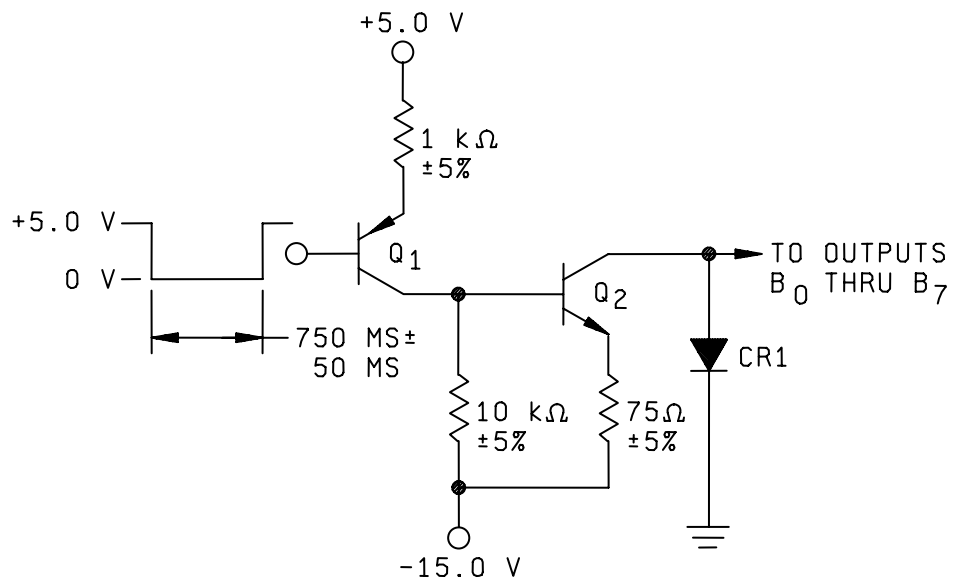 +5.0 V
1 kΩ
±5%
+5.0 V
Q1
0 V
TO OUTPUTS
B0 THRU B7
Q2
750 MS±
50 MS
CR1
10 kΩ
±5%
75Ω
±5%
-15.0 V